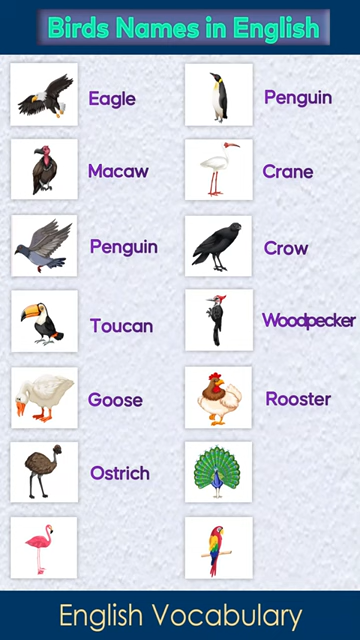 Birds Names in English
Eagle
Penguin
Macaw
Crane
Penguin
Crow
Toucan
Woodpecker
Goose
Rooster
Ostrich
English Vocabulary